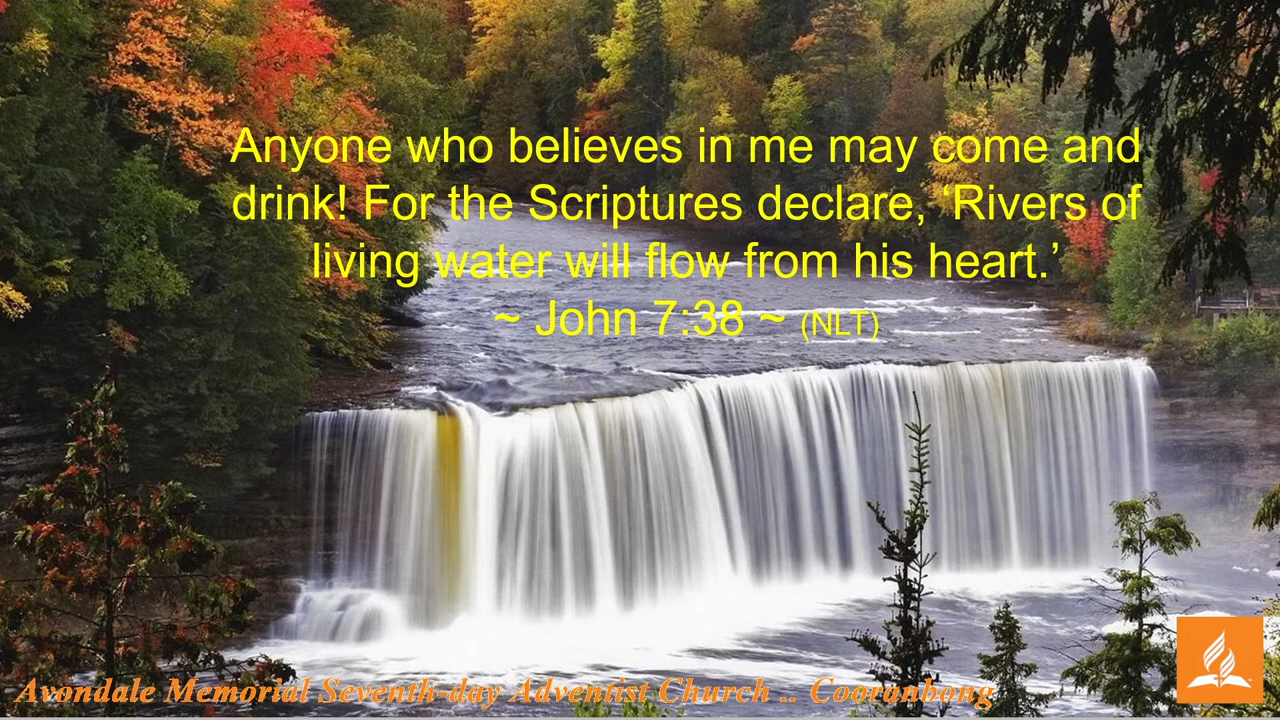 Anyone who believes in me may come and
drink! For the Scriptures declare, ‘Rivers of
living water will flow from his heart.’
~ John 7:38 ~ (NLT)
Avondale Memorial Seventh-day Adventist Church .. Cooranbong